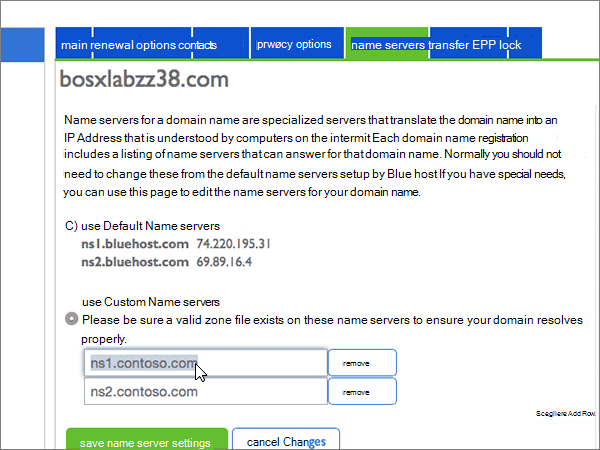 main renewal options contacts prwøcy options name servers transfer EPP lock
bosxlabzz38.com
Name servers for a domain name are specialized servers that translate the domain name into an
IP Address that is understood by computers on the intermit Each domain name registration
includes a listing of name servers that can answer for that domain name. Normally you should not
need to change these from the default name servers setup by Blue host If you have special needs,
you can use this page to edit the name servers for your domain name.
C) use Default Name servers
ns1.bluehost.com 74.220.195.31
ns2.bluehost.com 69.89.16.4
use Custom Name servers
Please be sure a valid zone file exists on these name servers to ensure your domain resolves
properly.
ns1.contoso.com remove
ns2.contoso.com remove
Scegliere Add Row.
save name server settings cancel Changes